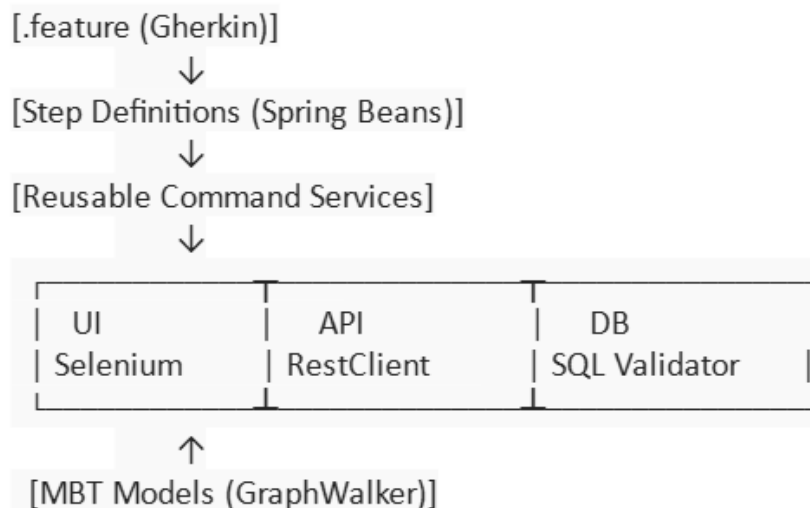 [.feature (Gherkin)]
↓
[Step Definitions (Spring Beans)]
↓
[Reusable Command Services]
↓
┌───────────┬───────────┬───────────
│ UI │ API │ DB
│ Selenium │ RestClient │ SQL Validator │
└───────────┴───────────┴───────────
↑
[MBT Models (GraphWalker)]